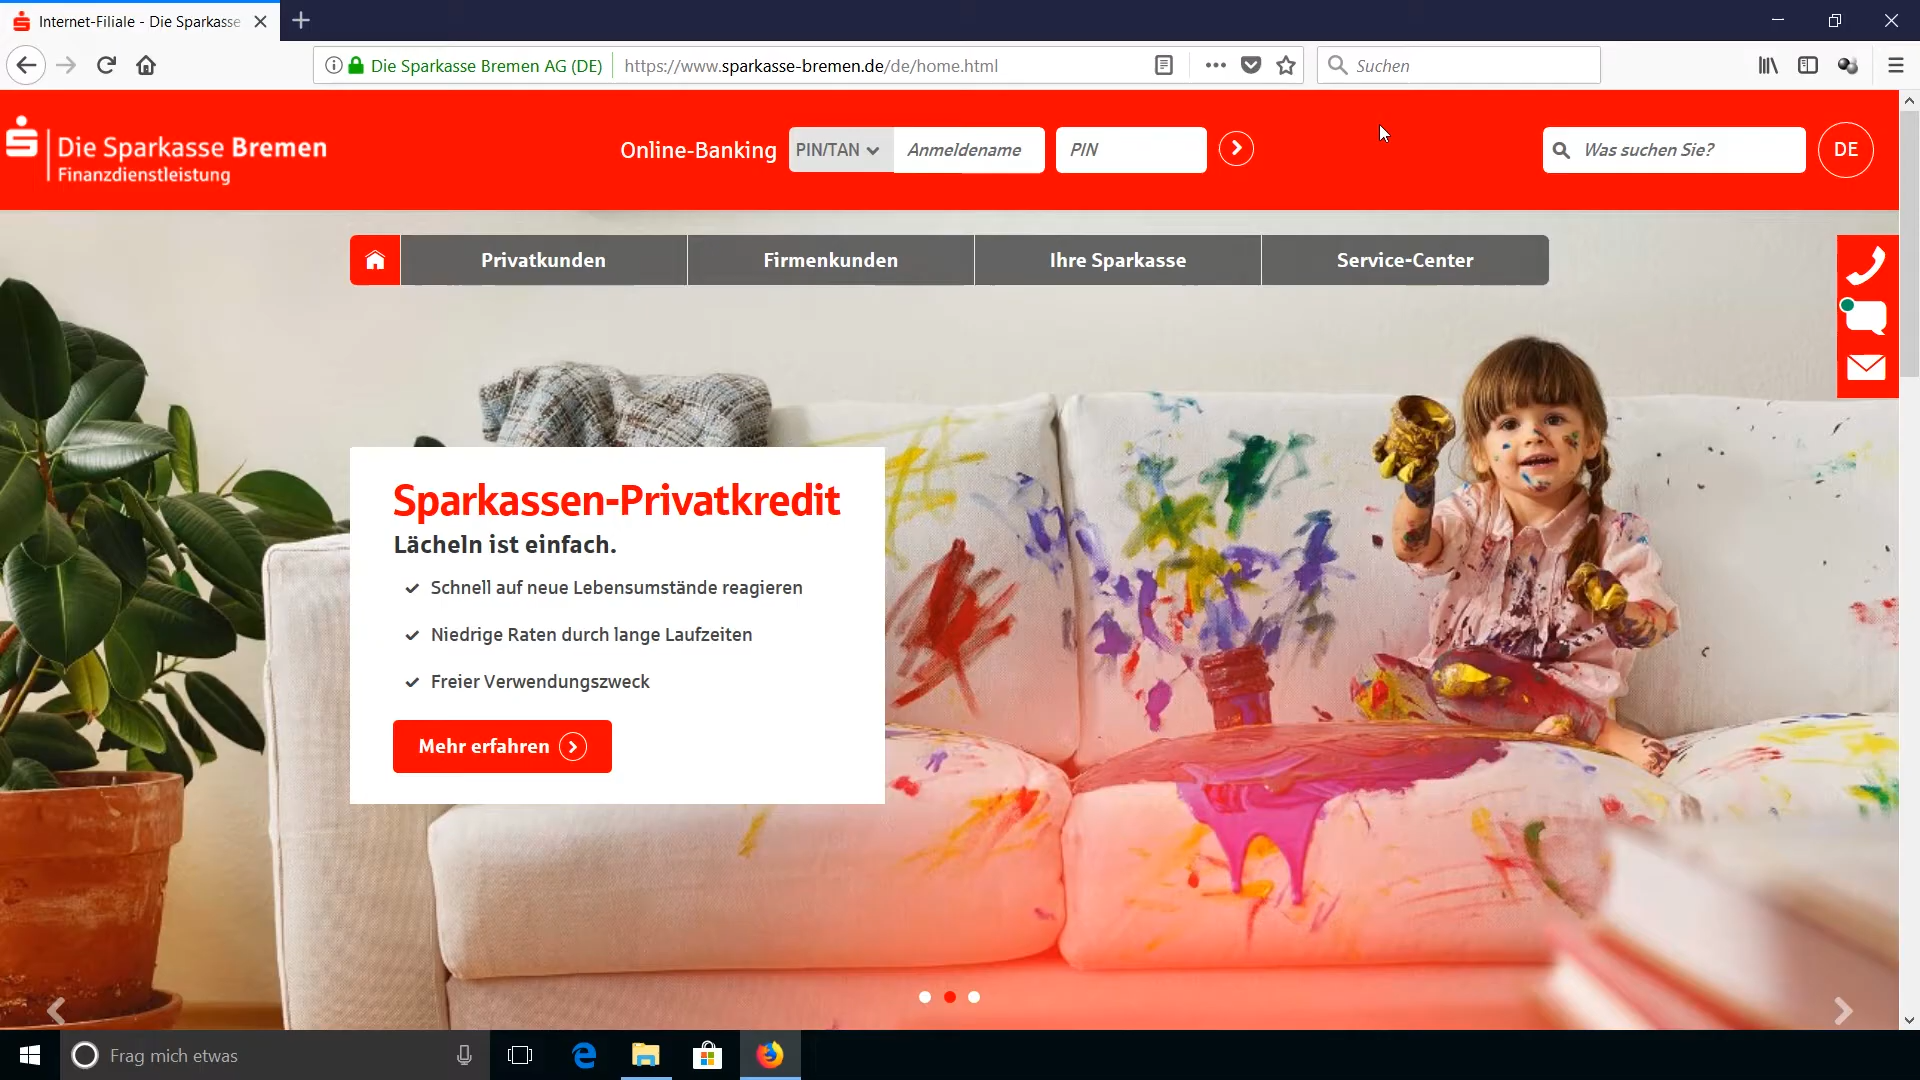 Internet-Filiale - Die Sparkasse
Die Sparkasse Bremen AG (DE)
https://www.sparkasse-bremen.de/de/home.html
Suchen
Die Sparkasse Bremen
Finanzdienstleistung
Online-Banking
PIN/TAN
Anmeldename
PIN
Was suchen Sie?
DE
Privatkunden
Firmenkunden
Ihre Sparkasse
Service-Center
Sparkassen-Privatkredit
Lächeln ist einfach.
Schnell auf neue Lebensumstände reagieren
Niedrige Raten durch lange Laufzeiten
Freier Verwendungszweck
Mehr erfahren
Frag mich etwas